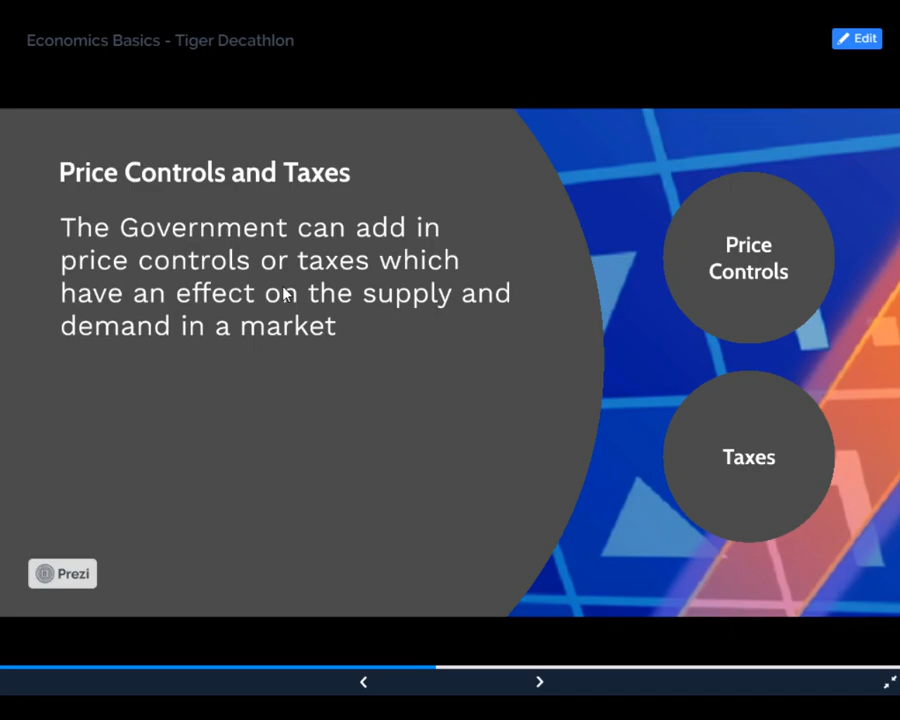 Economics Basics - Tiger Decathlon
Edit
Price Controls and Taxes
The Government can add in
price controls or taxes which
have an effect on the supply and
demand in a market
Price
Controls
Taxes
Prezi